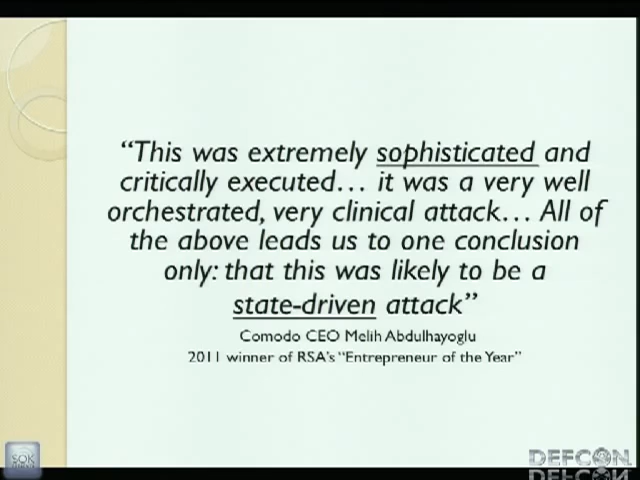 “This was extremely sophisticated and
critically executed… it was a very well
orchestrated, very clinical attack… All of
the above leads us to one conclusion
only: that this was likely to be a
state-driven attack”
Comodo CEO Melih Abdulhayoglu
2011 winner of RSA's “Entrepreneur of the Year”
SOK
DEFCON